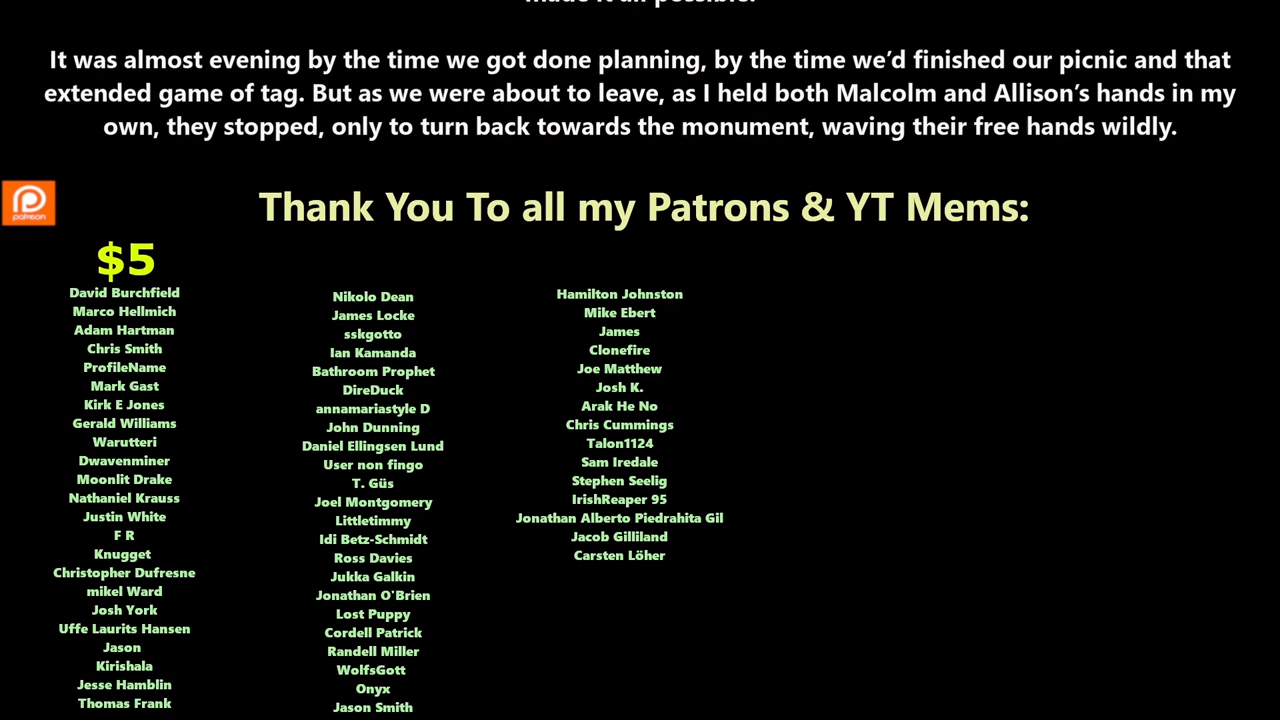 made it all possible.
It was almost evening by the time we got done planning, by the time we’d finished our picnic and that
extended game of tag. But as we were about to leave, as I held both Malcolm and Allison’s hands in my
own, they stopped, only to turn back towards the monument, waving their free hands wildly.
patreon
Thank You To all my Patrons & YT Mems:
$5
David Burchfield
Marco Hellmich
Adam Hartman
Chris Smith
ProfileName
Mark Gast
Kirk E Jones
Gerald Williams
Warutteri
Dwavenminer
Moonlit Drake
Nathaniel Krauss
Justin White
F R
Knugget
Christopher Dufresne
mikel Ward
Josh York
Uffe Laurits Hansen
Jason
Kirishala
Jesse Hamblin
Thomas Frank
Nikolo Dean
James Locke
sskgotto
Ian Kamanda
Bathroom Prophet
DireDuck
annamariastyle D
John Dunning
Daniel Ellingsen Lund
User non fingo
T. Güs
Joel Montgomery
Littletimmy
Idi Betz-Schmidt
Ross Davies
Jukka Galkin
Jonathan O'Brien
Lost Puppy
Cordell Patrick
Randell Miller
WolfsGott
Onyx
Jason Smith
Hamilton Johnston
Mike Ebert
James
Clonefire
Joe Matthew
Josh K.
Arak He No
Chris Cummings
Talon1124
Sam Iredale
Stephen Seelig
IrishReaper 95
Jonathan Alberto Piedrahita Gil
Jacob Gilliland
Carsten Löher